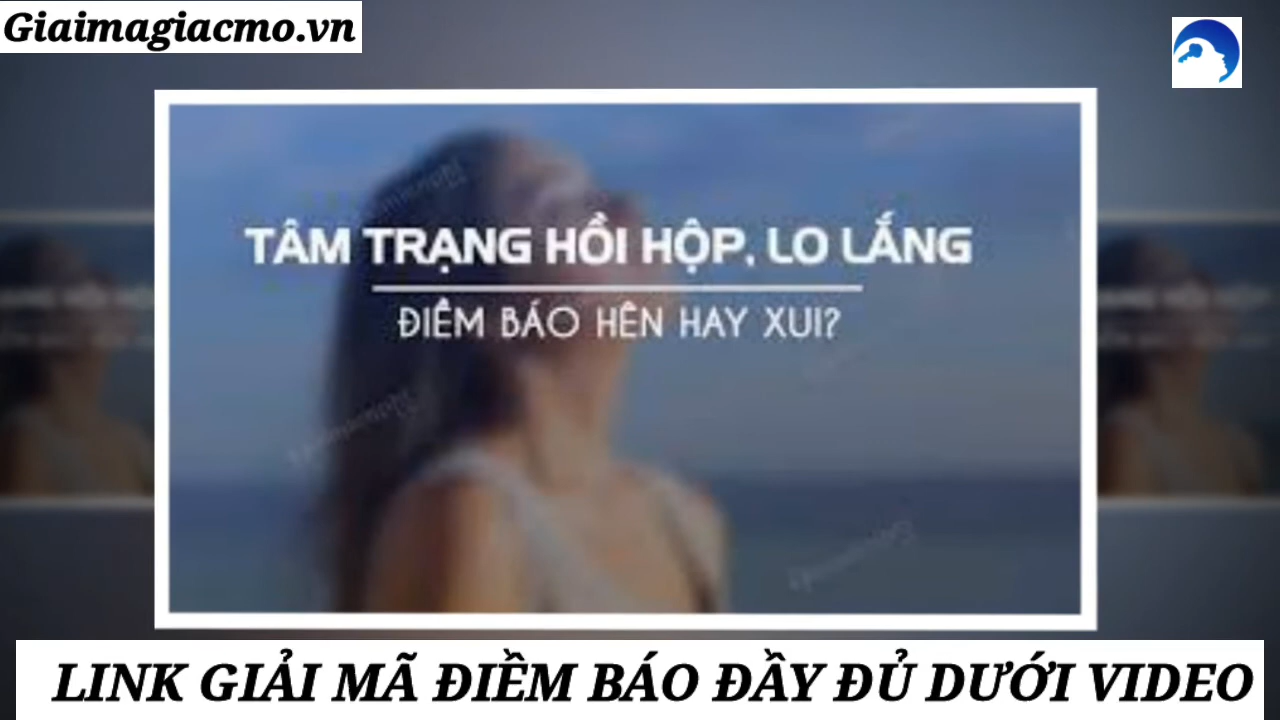 Giaimagiacmo.vn
TÂM TRẠNG HỒI HỘP, LO LẮNG
ĐIỀM BÁO HÊN HAY XUI?
LINK GIẢI MÃ ĐIỀM BÁO ĐẦY ĐỦ DƯỚI VIDEO